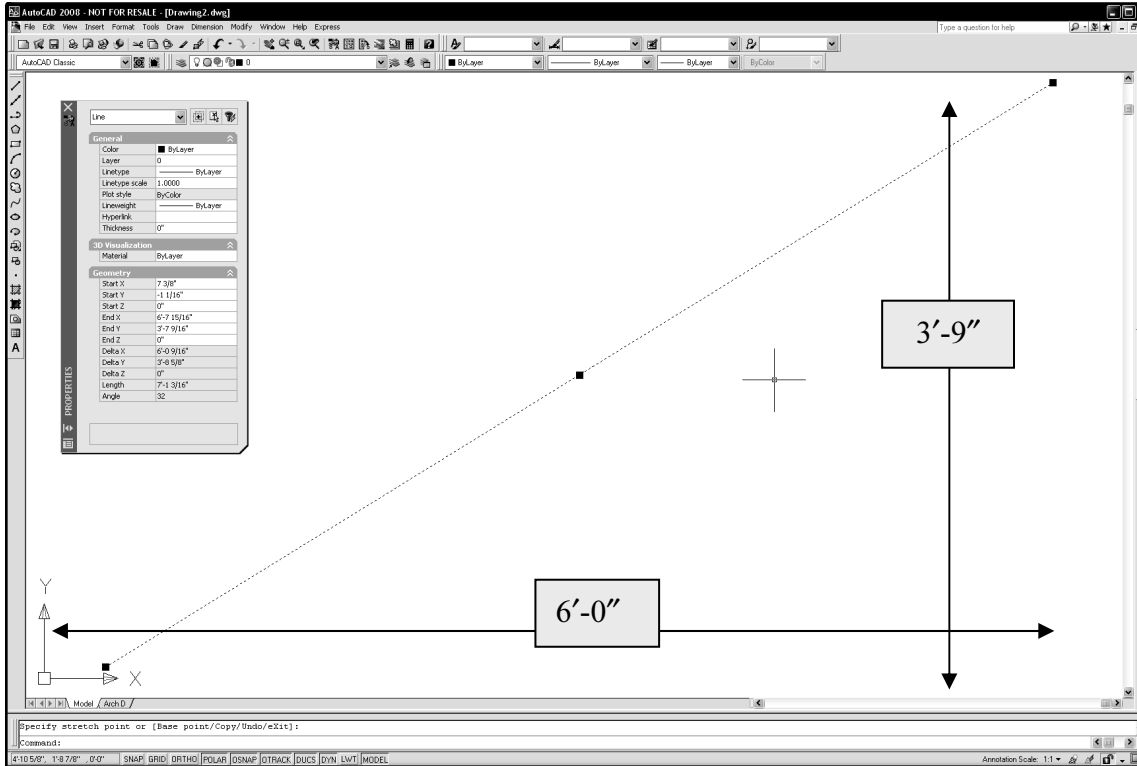 AutoCAD 2008 - NOT FOR RESALE - [Drawing2.dwg]
File Edit View Insert Format Tools Draw Dimension Modify Window Help Express
Type a question for help
AutoCAD Classic
0
ByLayer
ByLayer
ByLayer
ByColor
Line
General
Color ByLayer
Layer 0
Linetype ByLayer
Linetype scale 1.0000
Plot style ByColor
Lineweight ByLayer
Hyperlink
Thickness 0"
3D Visualization
Material ByLayer
Geometry
Start X 7 3/8"
Start Y -1 1/16"
Start Z 0"
End X 6'-7 15/16"
End Y 3'-7 9/16"
End Z 0"
Delta X 6'-0 9/16"
Delta Y 3'-8 5/8"
Delta Z 0"
Length 7'-1 3/16"
Angle 32
PROPERTIES
3′-9″
6′-0″
Y
X
Model Arch D
Specify stretch point or [Base point/Copy/Undo/eXit]:
Command:
4'-10 5/8", 1'-8 7/8" , 0'-0" SNAP GRID ORTHO POLAR OSNAP OTRACK DUCS DYN LWT MODEL Annotation Scale: 1:1